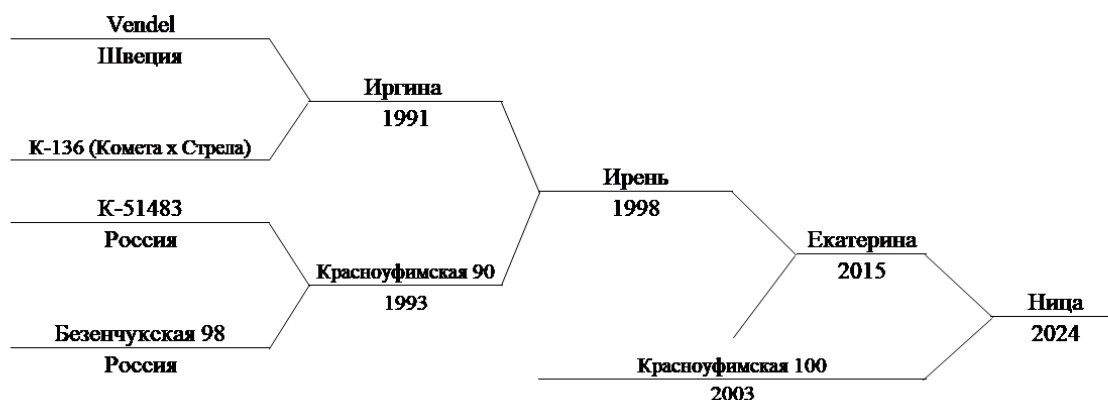 Vendel
Швеция
К-136 (Комета х Стрела)
Иргина
1991
К-51483
Россия
Безенчукская 98
Россия
Красноуфимская 90
1993
Ирень
1998
Екатерина
2015
Красноуфимская 100
2003
Ница
2024